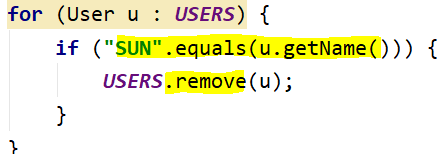 for (User u : USERS) {
if ("SUN".equals(u.getName())) {
USERS.remove(u);
}
}